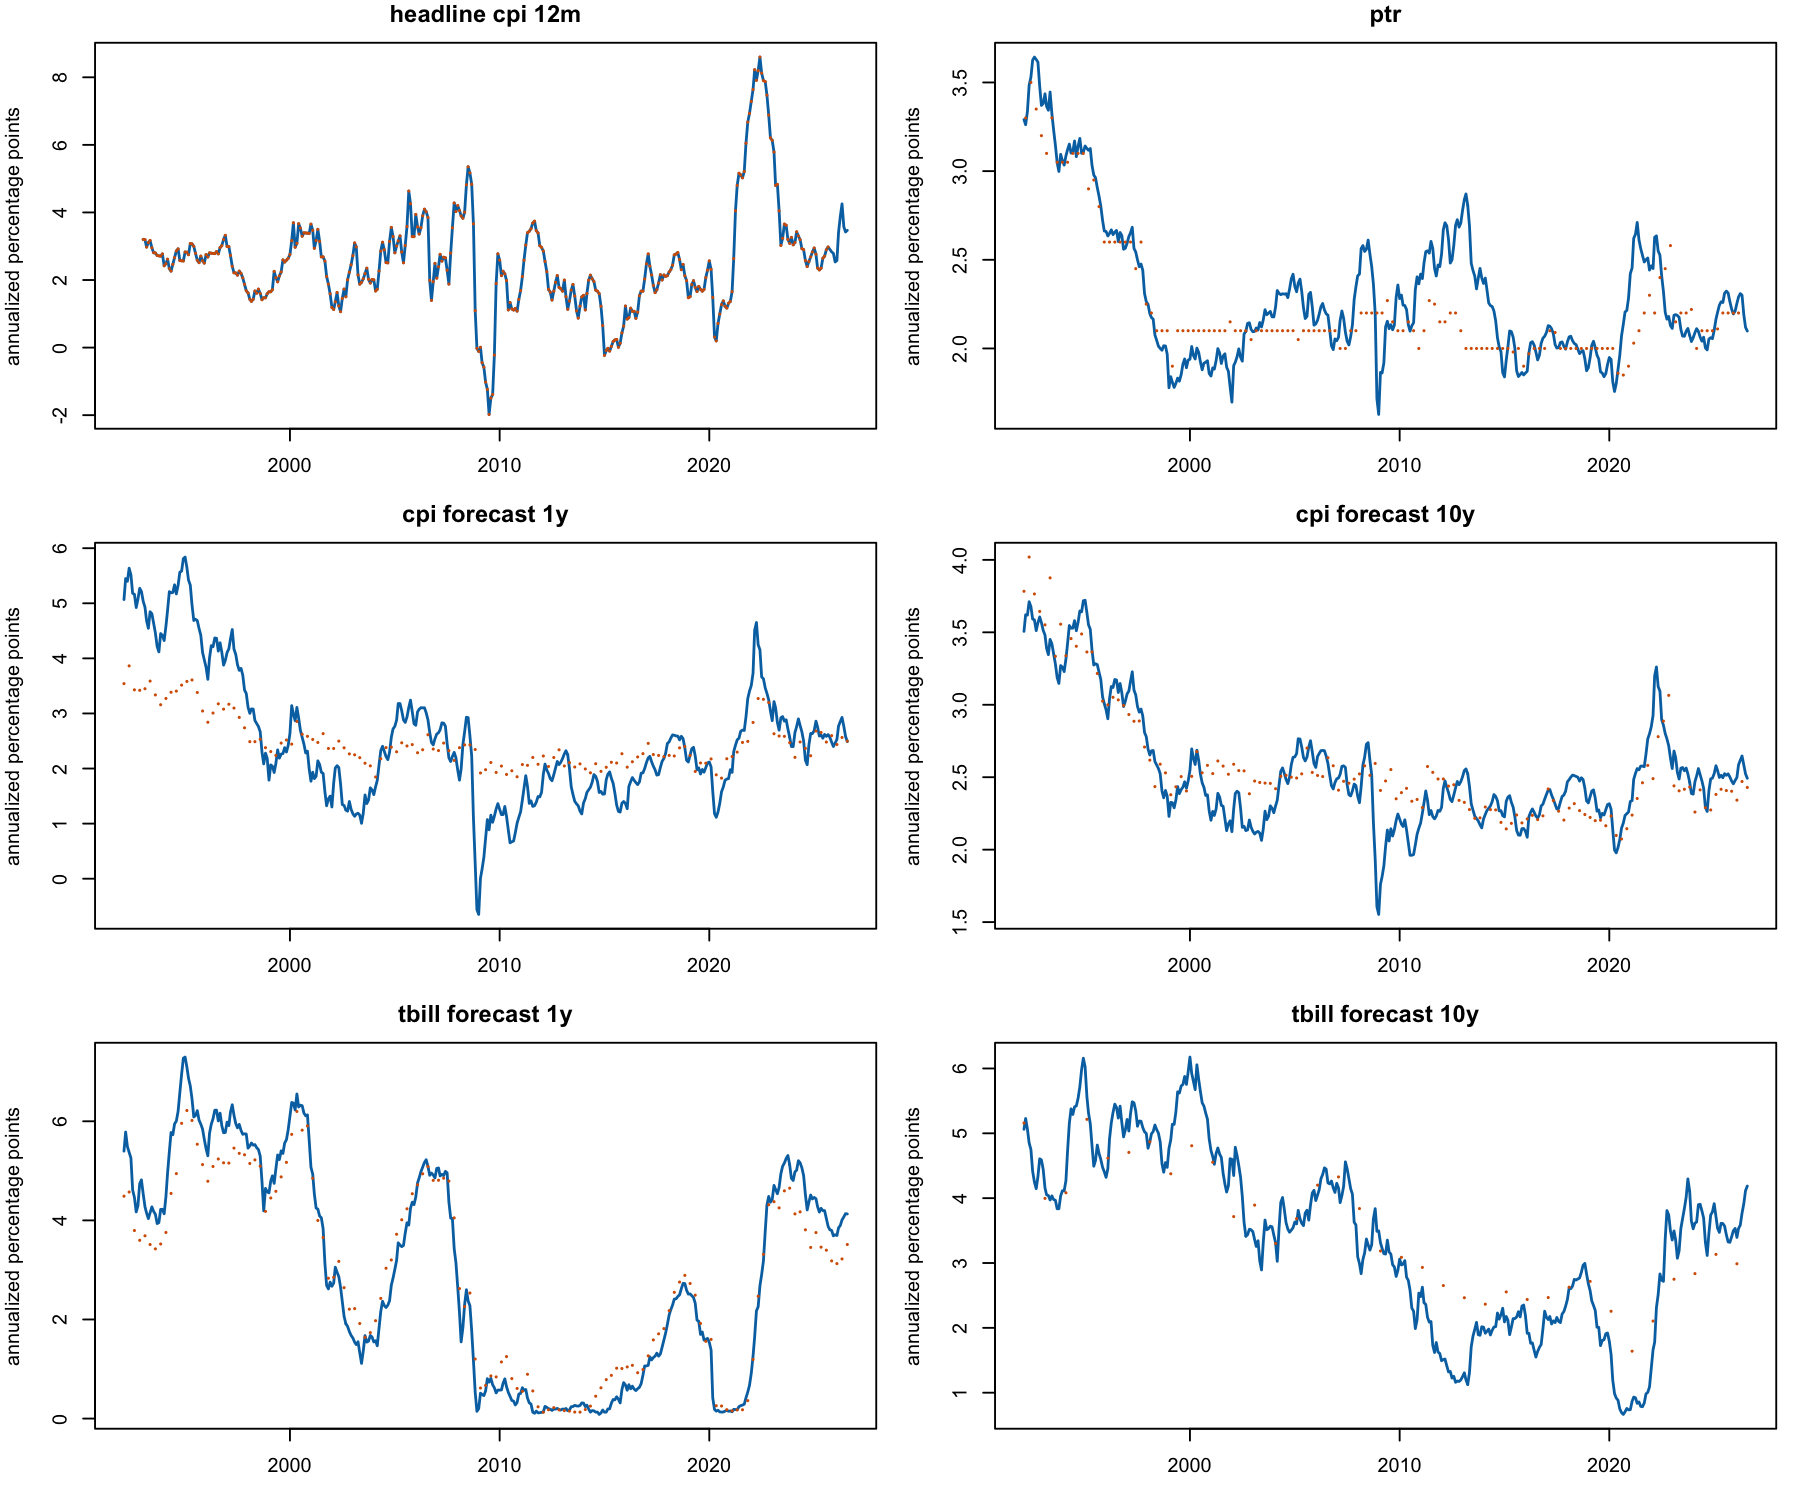 headline cpi 12m
annualized percentage points
-2 0 2 4 6 8
2000 2010 2020
ptr
annualized percentage points
2.0 2.5 3.0 3.5
2000 2010 2020
cpi forecast 1y
annualized percentage points
0 1 2 3 4 5 6
2000 2010 2020
cpi forecast 10y
annualized percentage points
1.5 2.0 2.5 3.0 3.5 4.0
2000 2010 2020
tbill forecast 1y
annualized percentage points
0 2 4 6
2000 2010 2020
tbill forecast 10y
annualized percentage points
1 2 3 4 5 6
2000 2010 2020